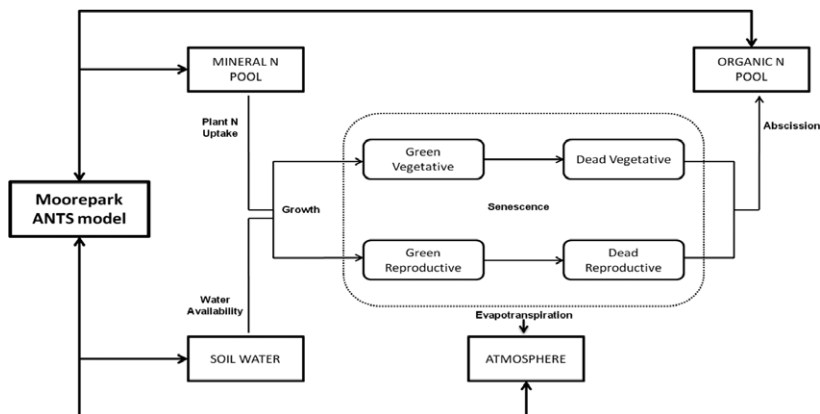 MINERAL N
POOL
ORGANIC N
POOL
Plant N
Uptake
Abscission
Green
Vegetative
Dead Vegetative
Moorepark
ANTS model
Growth
Senescence
Green
Reproductive
Dead
Reproductive
Water
Availability
Evapotranspiration
SOIL WATER
ATMOSPHERE